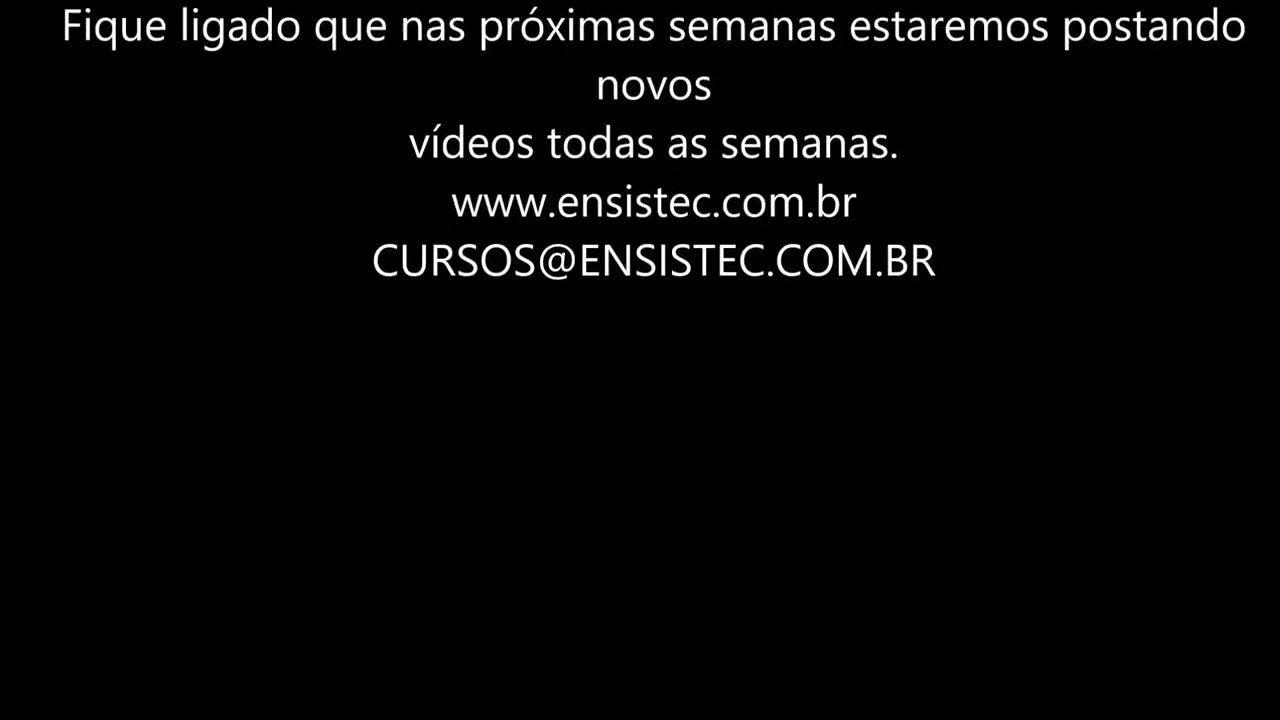 Fique ligado que nas próximas semanas estaremos postando
novos
vídeos todas as semanas.
www.ensistec.com.br
CURSOS@ENSISTEC.COM.BR